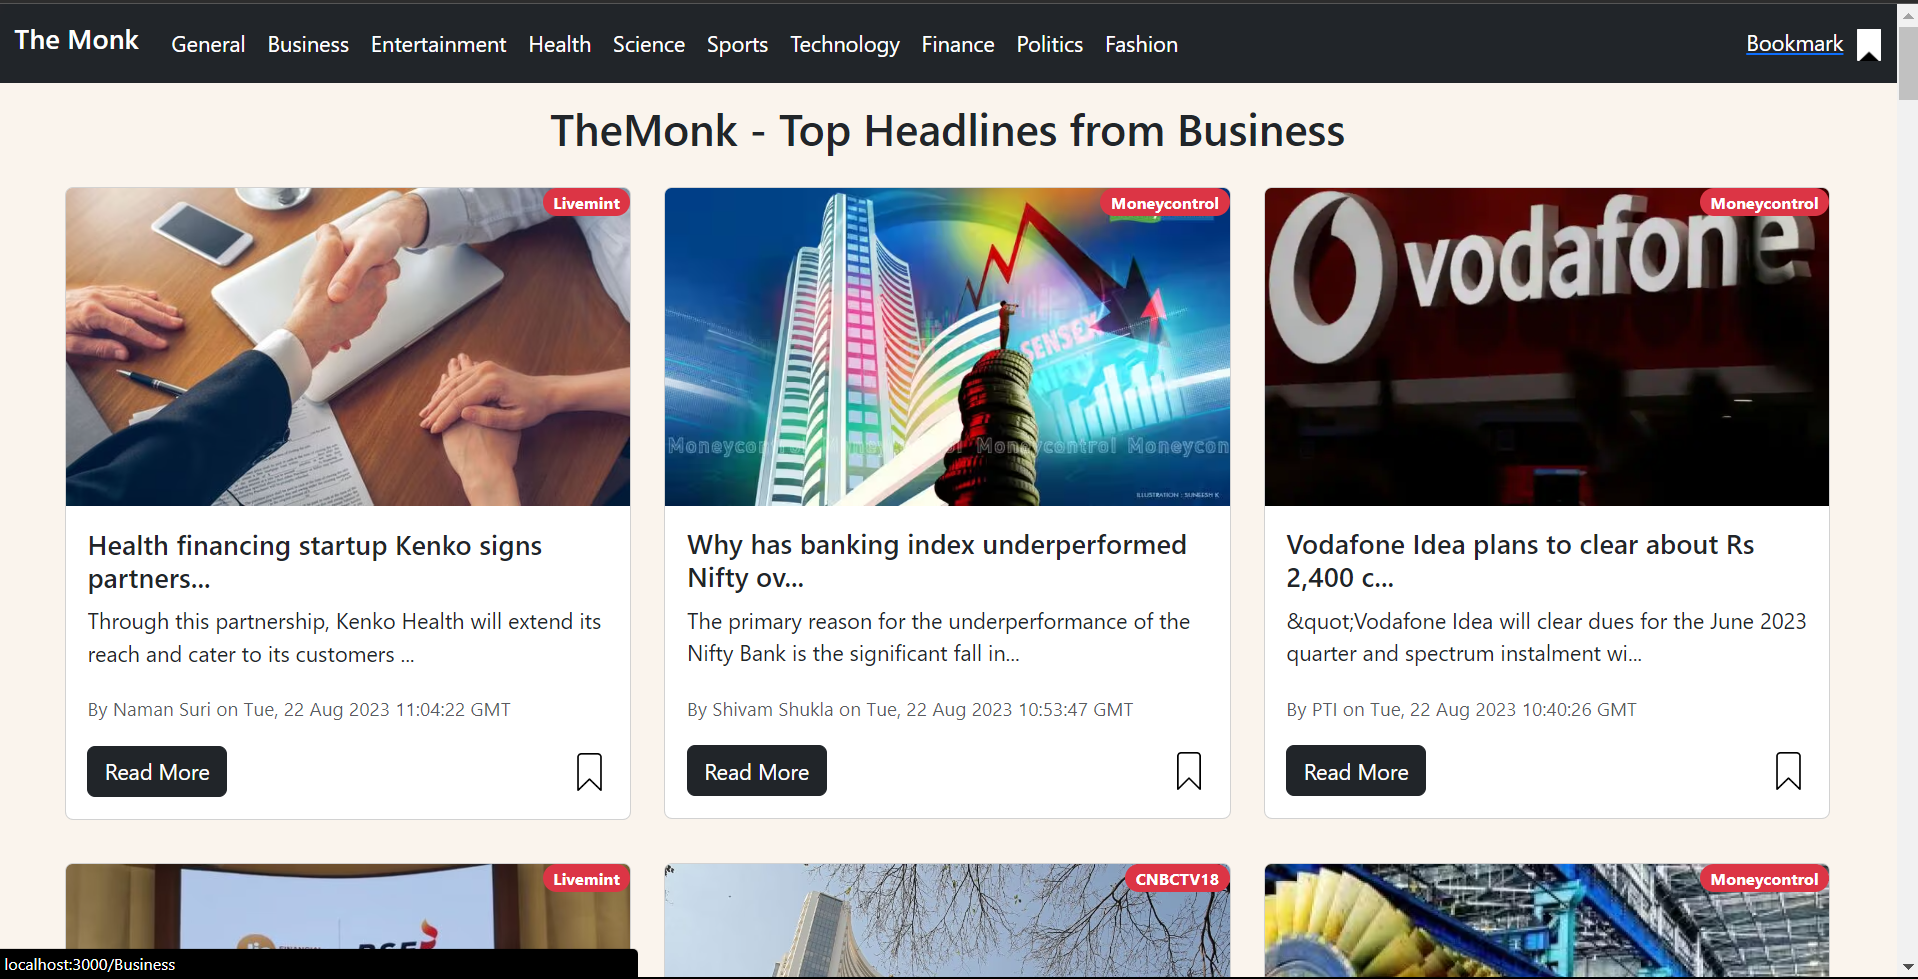 The Monk
General Business Entertainment Health Science Sports Technology Finance Politics Fashion
Bookmark
TheMonk - Top Headlines from Business
Livemint
Health financing startup Kenko signs
partners...
Through this partnership, Kenko Health will extend its
reach and cater to its customers ...
By Naman Suri on Tue, 22 Aug 2023 11:04:22 GMT
Read More
Moneycontrol
SENSEX
Moneycontrol Moneycontrol Moneycontrol Moneycon
ILLUSTRATION : SUNEESH K
Why has banking index underperformed
Nifty ov...
The primary reason for the underperformance of the
Nifty Bank is the significant fall in...
By Shivam Shukla on Tue, 22 Aug 2023 10:53:47 GMT
Read More
Moneycontrol
vodafone
Vodafone Idea plans to clear about Rs
2,400 c...
&quot;Vodafone Idea will clear dues for the June 2023
quarter and spectrum instalment wi...
By PTI on Tue, 22 Aug 2023 10:40:26 GMT
Read More
Livemint
BSE
CNBCTV18
Moneycontrol
localhost:3000/Business